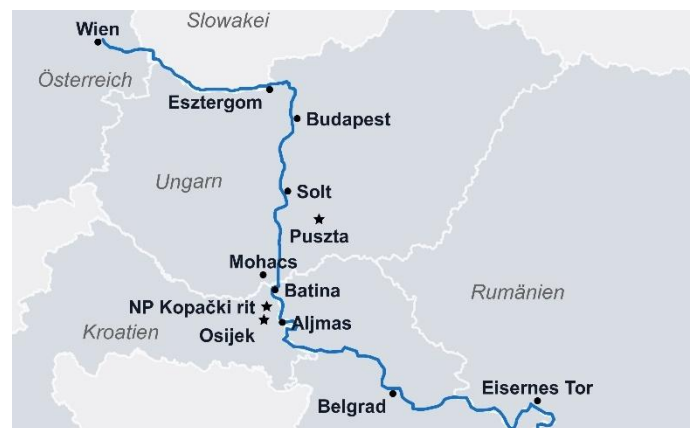 Slowakei
Wien
Österreich
Esztergom
Budapest
Ungarn
Solt
Puszta
Mohacs
Batina
Rumänien
NP Kopački rit
Aljmas
Kroatien
Osijek
Eisernes Tor
Belgrad